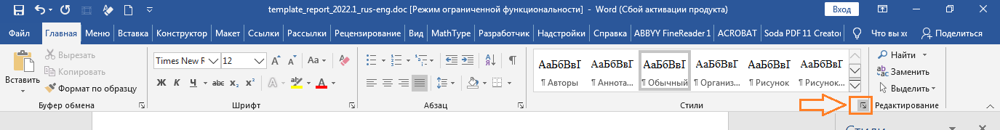 template_report_2022.1_rus-eng.doc [Режим ограниченной функциональности] - Word (Сбой активации продукта)
Вход
Файл Главная Меню Вставка Конструктор Макет Ссылки Рассылки Рецензирование Вид MathType Разработчик Надстройки Справка ABBYY FineReader 1 ACROBAT Soda PDF 11 Creator Что вы хо Поделиться
Вставить
Вырезать
Копировать
Формат по образцу
Буфер обмена
Times New R 12 Aa
Ж К Ч abc x₂ x² A
Шрифт
Абзац
АаБбВвГ АаБбВвГ АаБбВвГ АаБбВвГ АаБбВвГ АаБбВвГ
¶ Авторы ¶ Аннота... ¶ Обычный ¶ Организ... ¶ Рисунок ¶ Рисунок...
Стили
Найти
Заменить
Выделить
Редактирование